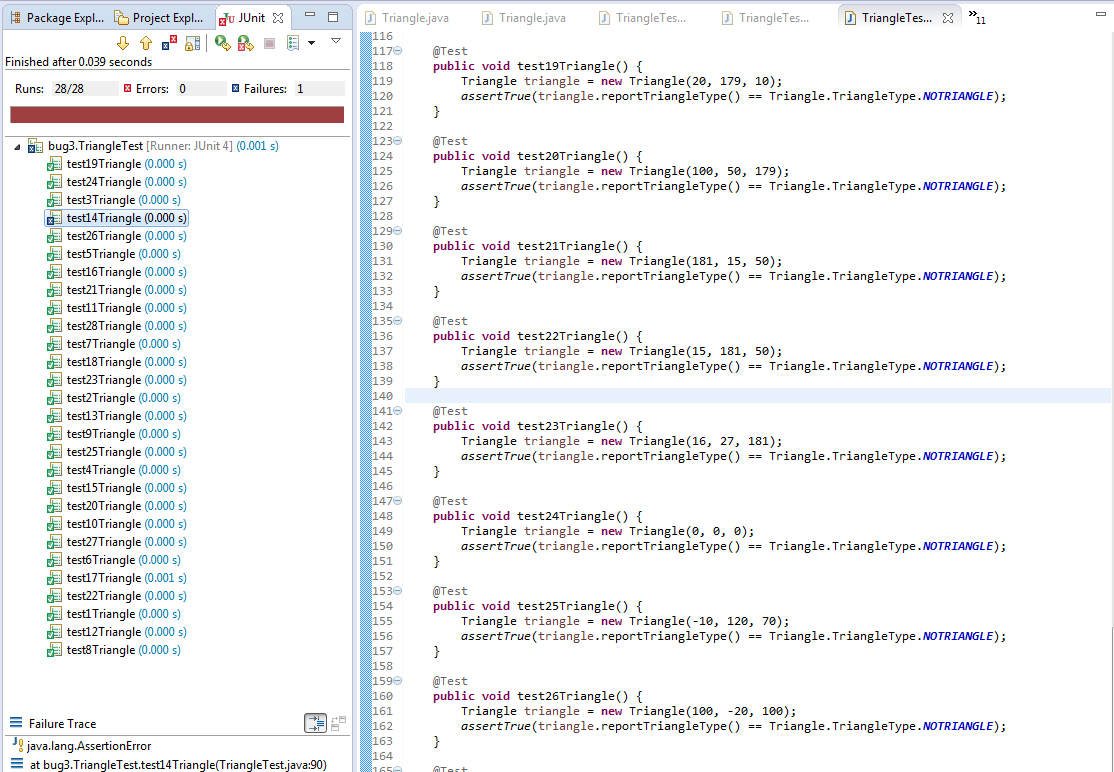 Package Expl...
Project Expl...
JUnit
Finished after 0.039 seconds
Runs: 28/28 Errors: 0 Failures: 1
bug3.TriangleTest [Runner: JUnit 4] (0.001 s)
test19Triangle (0.000 s)
test24Triangle (0.000 s)
test3Triangle (0.000 s)
test14Triangle (0.000 s)
test26Triangle (0.000 s)
test5Triangle (0.000 s)
test16Triangle (0.000 s)
test21Triangle (0.000 s)
test11Triangle (0.000 s)
test28Triangle (0.000 s)
test7Triangle (0.000 s)
test18Triangle (0.000 s)
test23Triangle (0.000 s)
test2Triangle (0.000 s)
test13Triangle (0.000 s)
test9Triangle (0.000 s)
test25Triangle (0.000 s)
test4Triangle (0.000 s)
test15Triangle (0.000 s)
test20Triangle (0.000 s)
test10Triangle (0.000 s)
test27Triangle (0.000 s)
test6Triangle (0.000 s)
test17Triangle (0.001 s)
test22Triangle (0.000 s)
test1Triangle (0.000 s)
test12Triangle (0.000 s)
test8Triangle (0.000 s)
Failure Trace
java.lang.AssertionError
at bug3.TriangleTest.test14Triangle(TriangleTest.java:90)
Triangle.java
Triangle.java
TriangleTes...
TriangleTes...
TriangleTes...
»11
116
117 @Test
118 public void test19Triangle() {
119 Triangle triangle = new Triangle(20, 179, 10);
120 assertTrue(triangle.reportTriangleType() == Triangle.TriangleType.NOTRIANGLE);
121 }
122
123 @Test
124 public void test20Triangle() {
125 Triangle triangle = new Triangle(100, 50, 179);
126 assertTrue(triangle.reportTriangleType() == Triangle.TriangleType.NOTRIANGLE);
127 }
128
129 @Test
130 public void test21Triangle() {
131 Triangle triangle = new Triangle(181, 15, 50);
132 assertTrue(triangle.reportTriangleType() == Triangle.TriangleType.NOTRIANGLE);
133 }
134
135 @Test
136 public void test22Triangle() {
137 Triangle triangle = new Triangle(15, 181, 50);
138 assertTrue(triangle.reportTriangleType() == Triangle.TriangleType.NOTRIANGLE);
139 }
140
141 @Test
142 public void test23Triangle() {
143 Triangle triangle = new Triangle(16, 27, 181);
144 assertTrue(triangle.reportTriangleType() == Triangle.TriangleType.NOTRIANGLE);
145 }
146
147 @Test
148 public void test24Triangle() {
149 Triangle triangle = new Triangle(0, 0, 0);
150 assertTrue(triangle.reportTriangleType() == Triangle.TriangleType.NOTRIANGLE);
151 }
152
153 @Test
154 public void test25Triangle() {
155 Triangle triangle = new Triangle(-10, 120, 70);
156 assertTrue(triangle.reportTriangleType() == Triangle.TriangleType.NOTRIANGLE);
157 }
158
159 @Test
160 public void test26Triangle() {
161 Triangle triangle = new Triangle(100, -20, 100);
162 assertTrue(triangle.reportTriangleType() == Triangle.TriangleType.NOTRIANGLE);
163 }
164
165 @Test